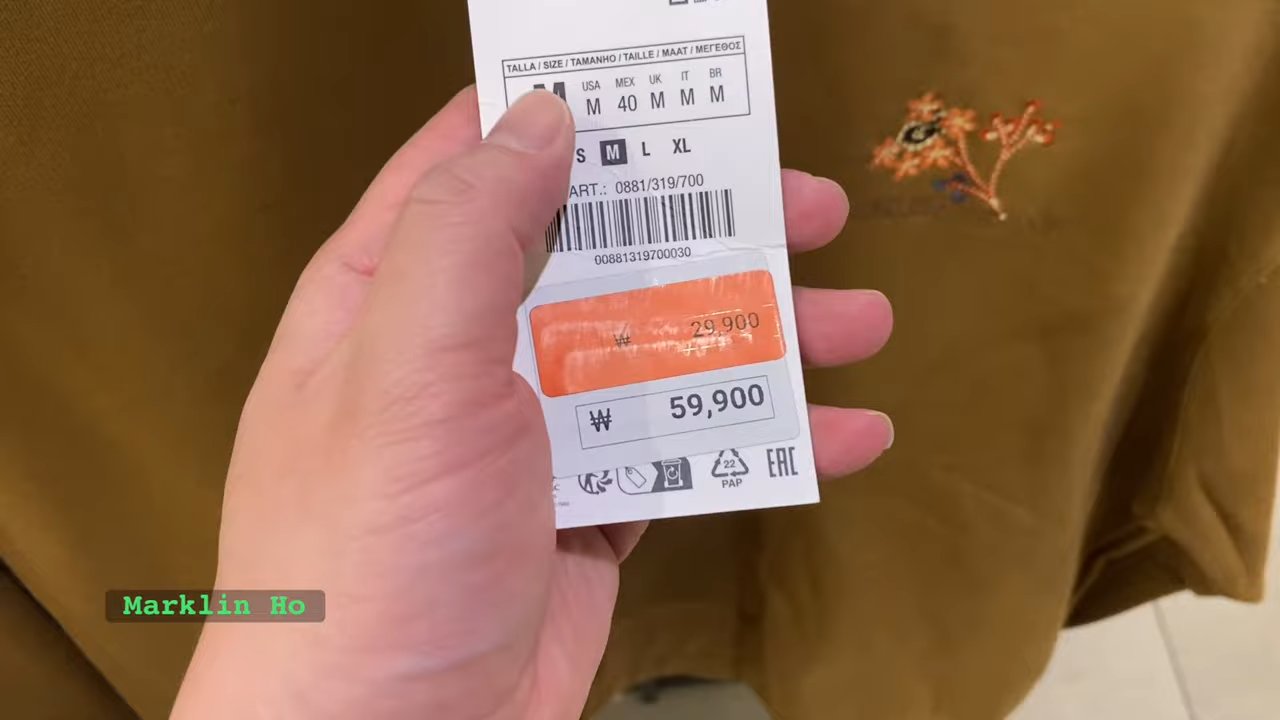 TALLA / SIZE / TAMANHO / TAILLE / MAAT / ΜΕΓΕΘΟΣ
USA MEX UK IT BR
M M 40 M M M
S M L XL
ART.: 0881/319/700
00881319700030
₩ 29,900
₩ 59,900
22
PAP
EAC
Marklin Ho